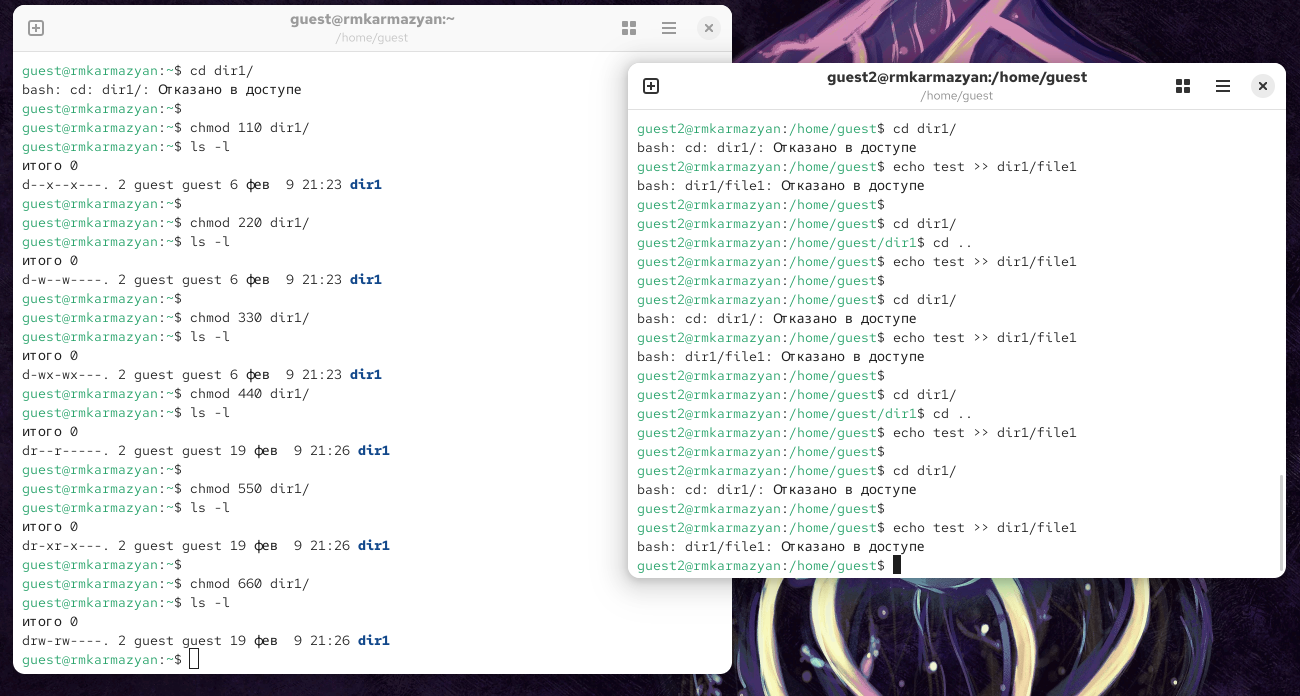 guest@rmkarmazyan:~
/home/guest
guest@rmkarmazyan:~$ cd dir1/
bash: cd: dir1/: Отказано в доступе
guest@rmkarmazyan:~$
guest@rmkarmazyan:~$ chmod 110 dir1/
guest@rmkarmazyan:~$ ls -l
итого 0
d--x--x---. 2 guest guest 6 фев  9 21:23 dir1
guest@rmkarmazyan:~$
guest@rmkarmazyan:~$ chmod 220 dir1/
guest@rmkarmazyan:~$ ls -l
итого 0
d-w--w----. 2 guest guest 6 фев  9 21:23 dir1
guest@rmkarmazyan:~$
guest@rmkarmazyan:~$ chmod 330 dir1/
guest@rmkarmazyan:~$ ls -l
итого 0
d-wx-wx---. 2 guest guest 6 фев  9 21:23 dir1
guest@rmkarmazyan:~$ chmod 440 dir1/
guest@rmkarmazyan:~$ ls -l
итого 0
dr--r-----. 2 guest guest 19 фев  9 21:26 dir1
guest@rmkarmazyan:~$
guest@rmkarmazyan:~$ chmod 550 dir1/
guest@rmkarmazyan:~$ ls -l
итого 0
dr-xr-x---. 2 guest guest 19 фев  9 21:26 dir1
guest@rmkarmazyan:~$
guest@rmkarmazyan:~$ chmod 660 dir1/
guest@rmkarmazyan:~$ ls -l
итого 0
drw-rw----. 2 guest guest 19 фев  9 21:26 dir1
guest@rmkarmazyan:~$
guest2@rmkarmazyan:/home/guest
/home/guest
guest2@rmkarmazyan:/home/guest$ cd dir1/
bash: cd: dir1/: Отказано в доступе
guest2@rmkarmazyan:/home/guest$ echo test >> dir1/file1
bash: dir1/file1: Отказано в доступе
guest2@rmkarmazyan:/home/guest$
guest2@rmkarmazyan:/home/guest$ cd dir1/
guest2@rmkarmazyan:/home/guest/dir1$ cd ..
guest2@rmkarmazyan:/home/guest$ echo test >> dir1/file1
guest2@rmkarmazyan:/home/guest$
guest2@rmkarmazyan:/home/guest$ cd dir1/
bash: cd: dir1/: Отказано в доступе
guest2@rmkarmazyan:/home/guest$ echo test >> dir1/file1
bash: dir1/file1: Отказано в доступе
guest2@rmkarmazyan:/home/guest$
guest2@rmkarmazyan:/home/guest$ cd dir1/
guest2@rmkarmazyan:/home/guest/dir1$ cd ..
guest2@rmkarmazyan:/home/guest$ echo test >> dir1/file1
guest2@rmkarmazyan:/home/guest$
guest2@rmkarmazyan:/home/guest$ cd dir1/
bash: cd: dir1/: Отказано в доступе
guest2@rmkarmazyan:/home/guest$
guest2@rmkarmazyan:/home/guest$ echo test >> dir1/file1
bash: dir1/file1: Отказано в доступе
guest2@rmkarmazyan:/home/guest$